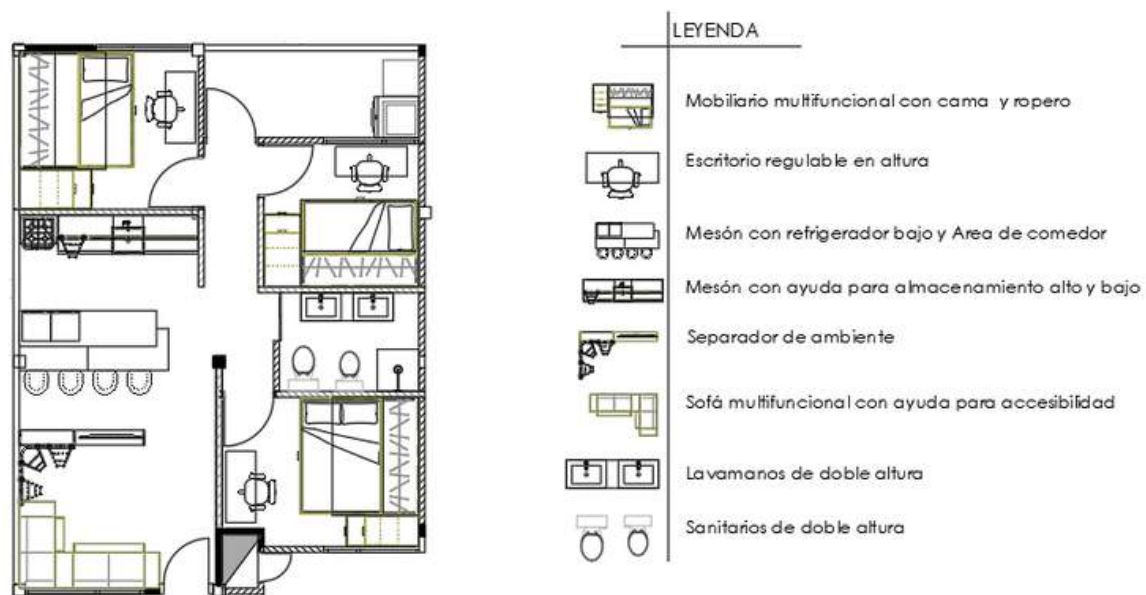 LEYENDA
Mobiliario multifuncional con cama y ropero
Escritorio regulable en altura
Mesón con refrigerador bajo y Area de comedor
Mesón con ayuda para almacenamiento alto y bajo
Separador de ambiente
Sofá multifuncional con ayuda para accesibilidad
Lavamanos de doble altura
Sanitarios de doble altura